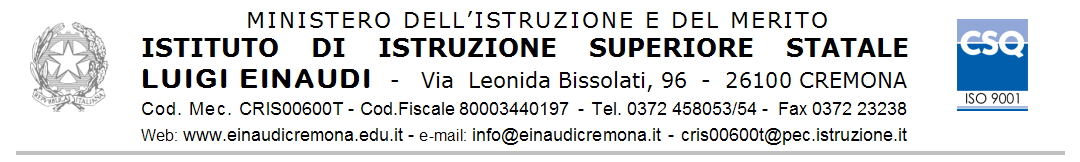 MINISTERO DELL'ISTRUZIONE E DEL MERITO
ISTITUTO DI ISTRUZIONE SUPERIORE STATALE
LUIGI EINAUDI - Via Leonida Bissolati, 96 - 26100 CREMONA
Cod. Mec. CRIS00600T - Cod.Fiscale 80003440197 - Tel. 0372 458053/54 - Fax 0372 23238
Web: www.einaudicremona.edu.it - e-mail: info@einaudicremona.it - cris00600t@pec.istruzione.it
CSQ
ISO 9001
REPVBBLICA ITALIANA